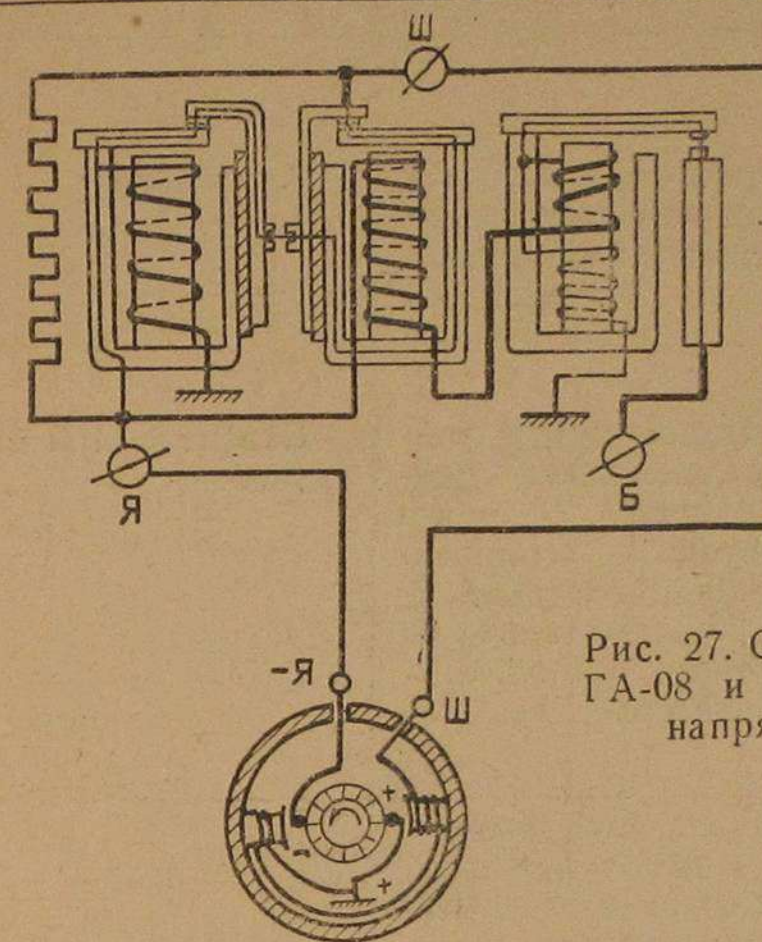 Ш
Я
Б
-Я
Ш
+
-
+
Рис. 27. С
ГА-08 и
напря